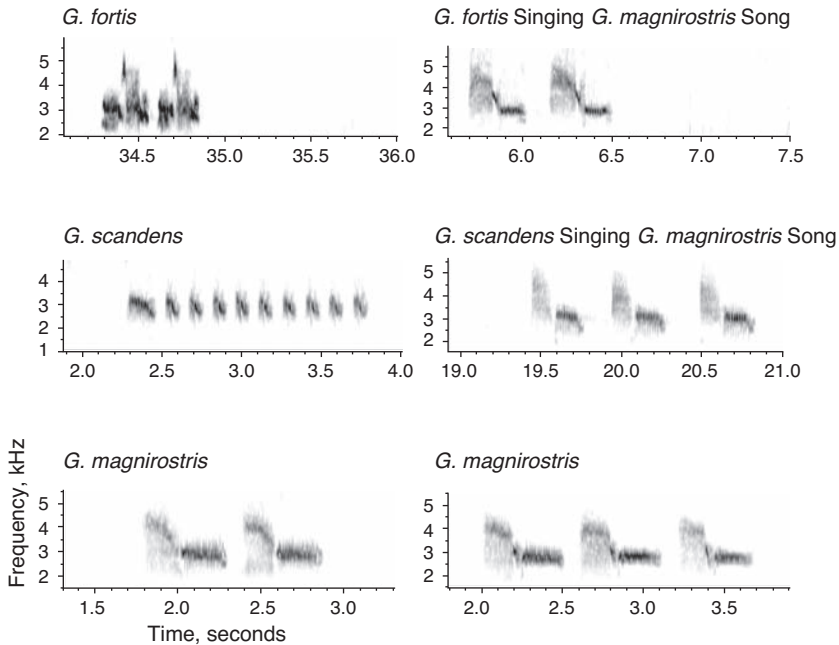 G. fortis
5
4
3
2
34.5 35.0 35.5 36.0
G. fortis Singing G. magnirostris Song
5
4
3
2
6.0 6.5 7.0 7.5
G. scandens
4
3
2
1
2.0 2.5 3.0 3.5 4.0
G. scandens Singing G. magnirostris Song
5
4
3
2
19.0 19.5 20.0 20.5 21.0
Frequency, kHz
G. magnirostris
5
4
3
2
1.5 2.0 2.5 3.0
Time, seconds
G. magnirostris
5
4
3
2
2.0 2.5 3.0 3.5